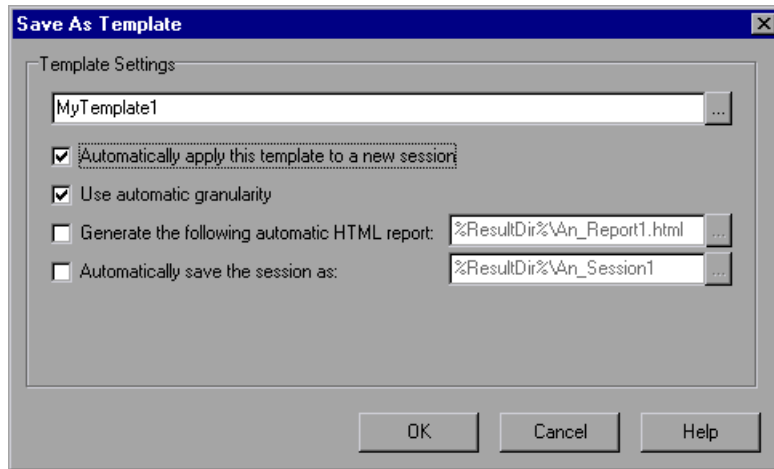 Save As Template
Template Settings
MyTemplate1
...
Automatically apply this template to a new session
Use automatic granularity
Generate the following automatic HTML report: %ResultDir%\An_Report1.html ...
Automatically save the session as: %ResultDir%\An_Session1 ...
OK Cancel Help